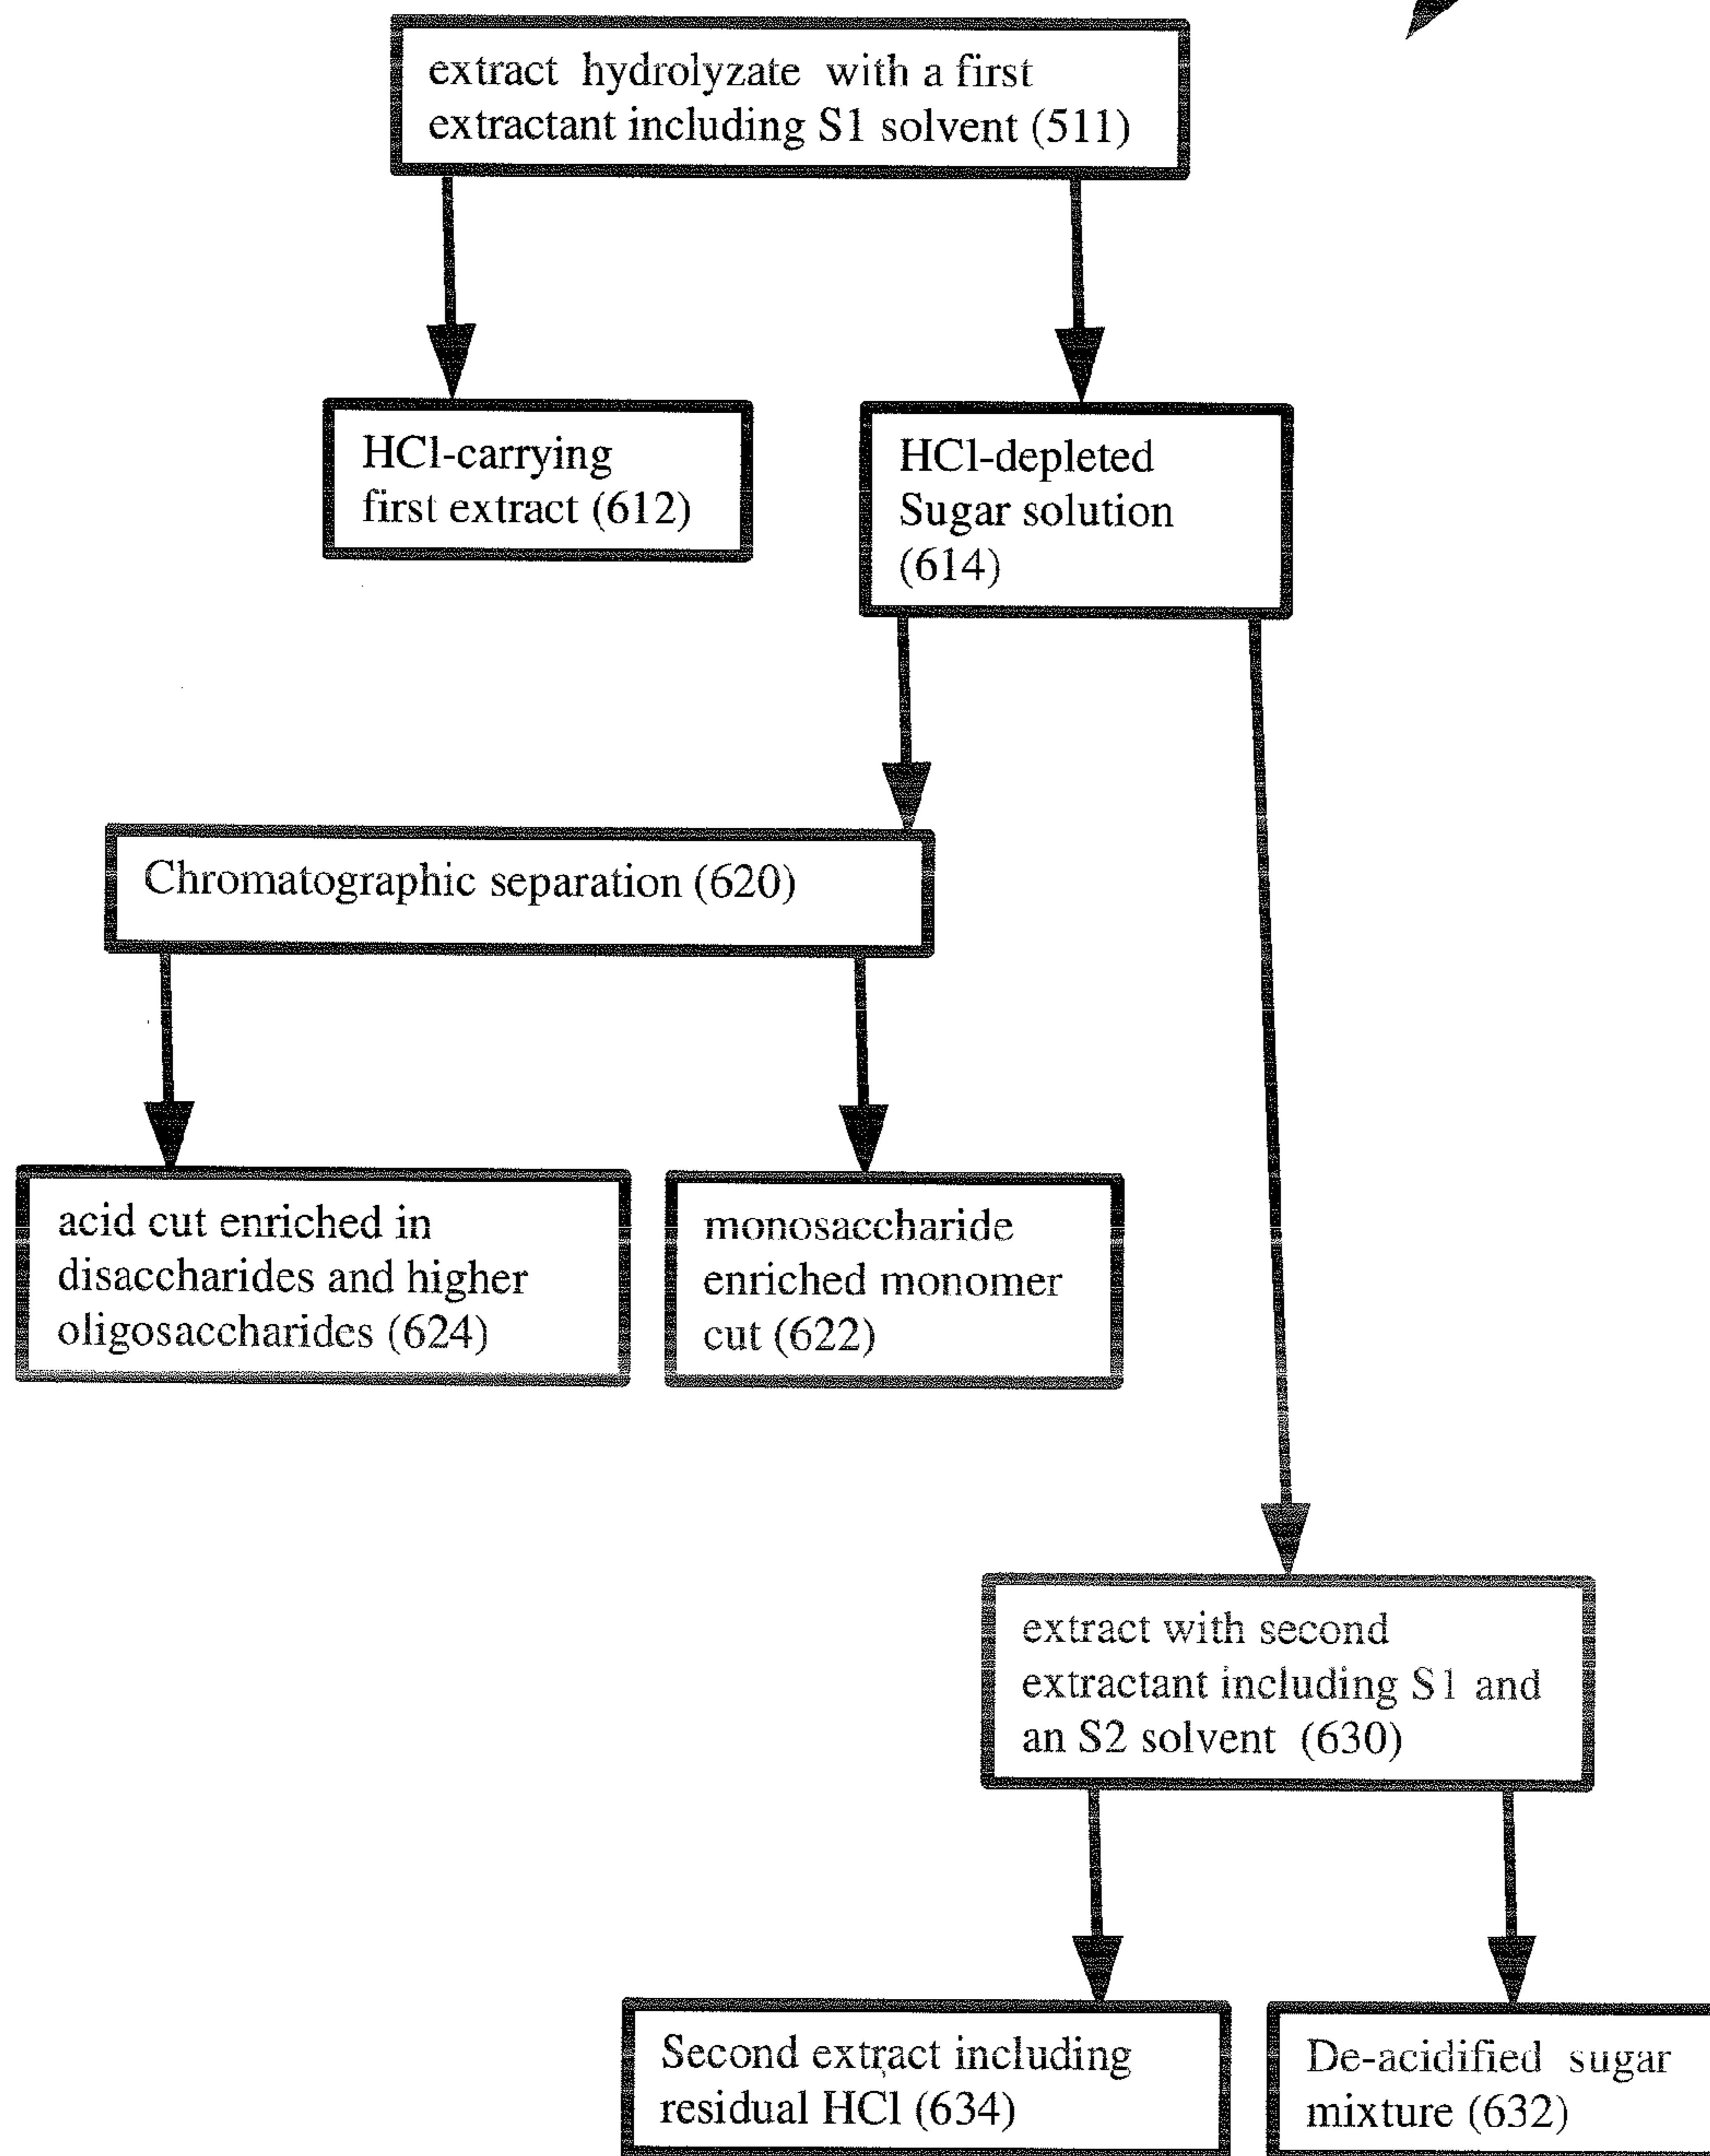 extract hydrolyzate with a first
extractant including S1 solvent (511)
HCl-carrying
first extract (612)
HCl-depleted
Sugar solution
(614)
Chromatographic separation (620)
acid cut enriched in
disaccharides and higher
oligosaccharides (624)
monosaccharide
enriched monomer
cut (622)
extract with second
extractant including S1 and
an S2 solvent (630)
Second extract including
residual HCl (634)
De-acidified sugar
mixture (632)